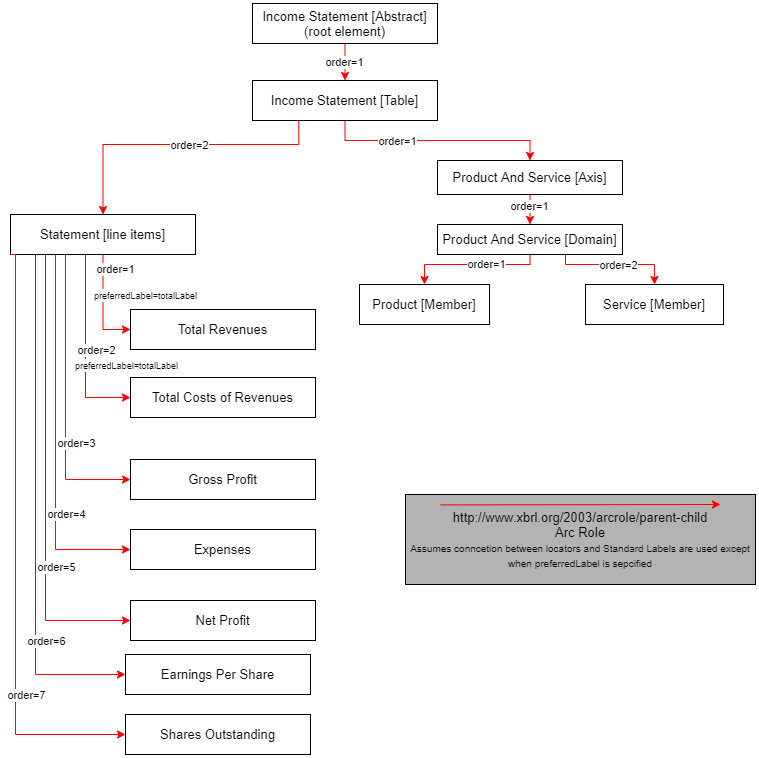 Income Statement [Abstract]
(root element)
order=1
Income Statement [Table]
order=2
order=1
Product And Service [Axis]
order=1
Statement [line items]
Product And Service [Domain]
order=1
order=1
order=2
preferredLabel=totalLabel
Product [Member]
Service [Member]
Total Revenues
order=2
preferredLabel=totalLabel
Total Costs of Revenues
order=3
Gross Profit
order=4
Expenses
order=5
Net Profit
order=6
Earnings Per Share
order=7
Shares Outstanding
http://www.xbrl.org/2003/arcrole/parent-child
Arc Role
Assumes conncetion between locators and Standard Labels are used except
when preferredLabel is sepcified